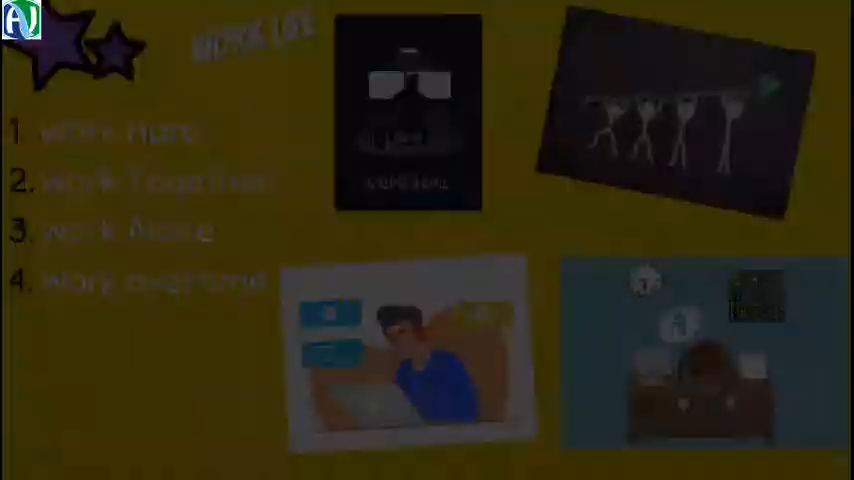 WORK LIFE
1. Work Hard
2. Work Together
3. Work Alone
4. Work overtime